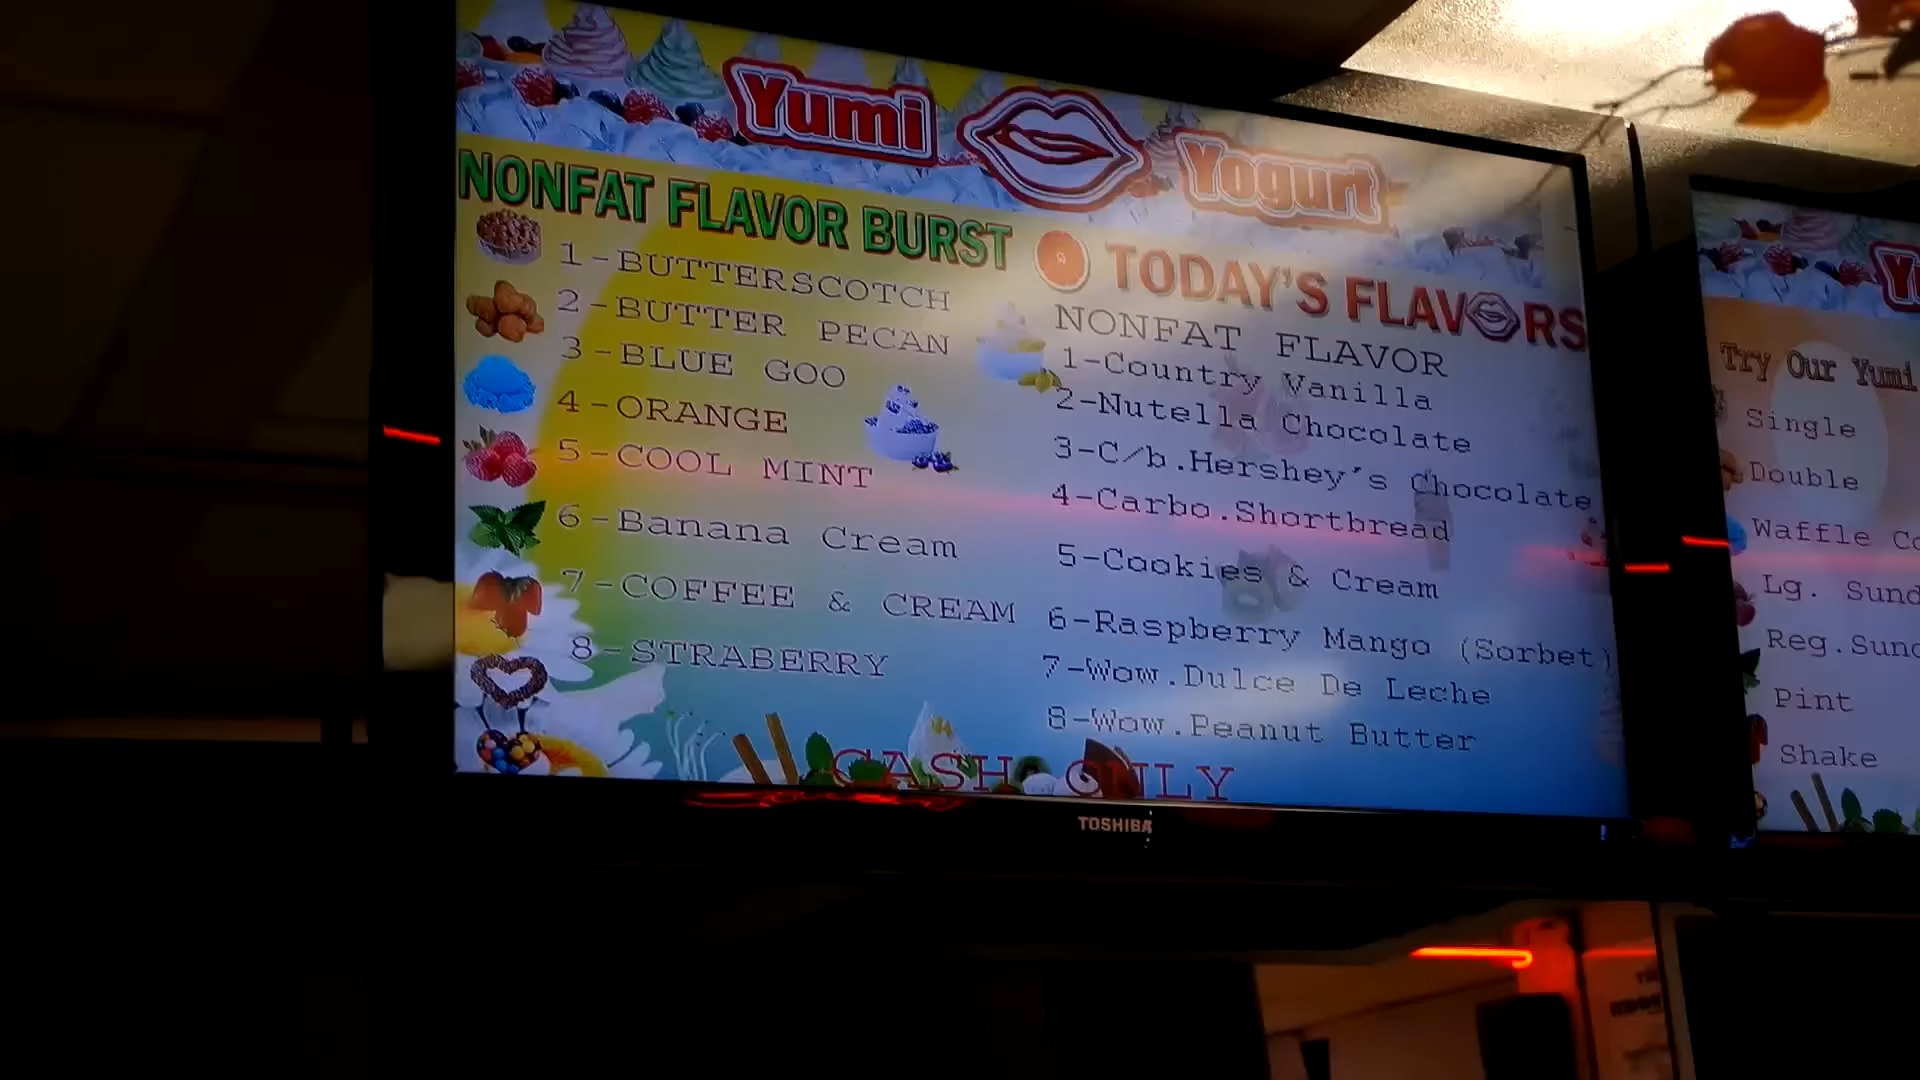 Yumi Yogurt
NONFAT FLAVOR BURST
1-BUTTERSCOTCH
2-BUTTER PECAN
3-BLUE GOO
4-ORANGE
5-COOL MINT
6-Banana Cream
7-COFFEE & CREAM
8-STRABERRY
TODAY'S FLAVORS
NONFAT FLAVOR
1-Country Vanilla
2-Nutella Chocolate
3-C/b.Hershey's Chocolate
4-Carbo.Shortbread
5-Cookies & Cream
6-Raspberry Mango (Sorbet)
7-Wow.Dulce De Leche
8-Wow.Peanut Butter
CASH ONLY
TOSHIBA
Try Our Yumi
Single
Double
Waffle Co
Lg. Sund
Reg.Sund
Pint
Shake